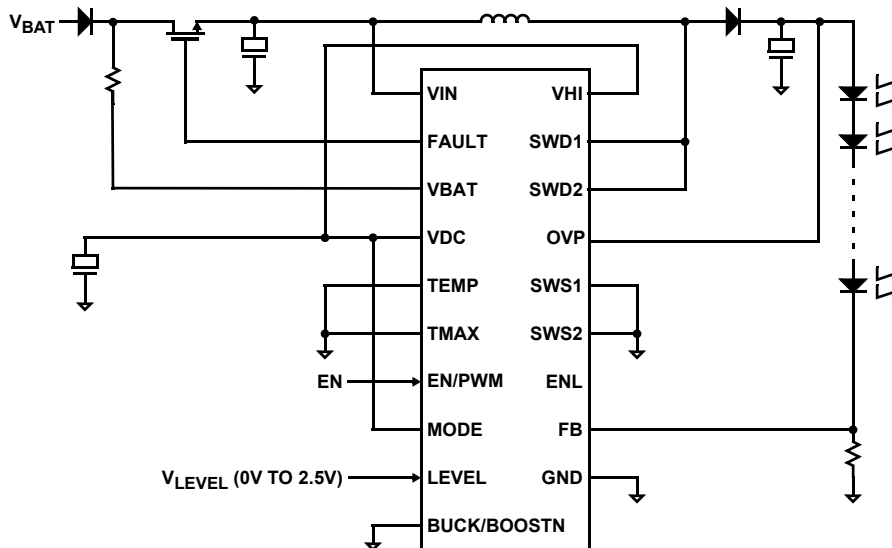 VBAT
VIN VHI
FAULT SWD1
VBAT SWD2
VDC OVP
TEMP SWS1
TMAX SWS2
EN EN/PWM ENL
MODE FB
VLEVEL (0V TO 2.5V) LEVEL GND
BUCK/BOOSTN